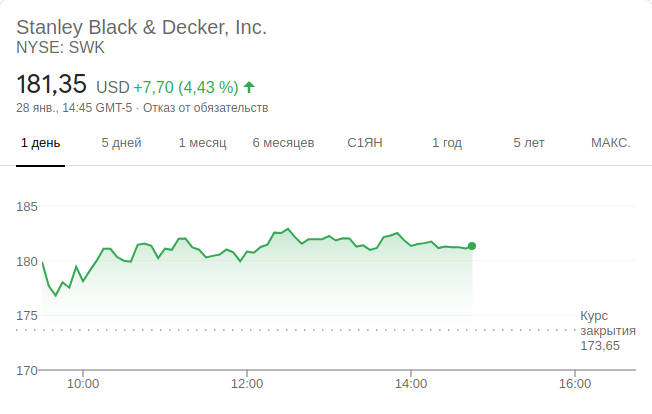 Stanley Black & Decker, Inc.
NYSE: SWK
181,35 USD +7,70 (4,43 %)
28 янв., 14:45 GMT-5 · Отказ от обязательств
1 день 5 дней 1 месяц 6 месяцев С1ЯН 1 год 5 лет МАКС.
185
180
175
Курс
закрытия
173,65
170
10:00 12:00 14:00 16:00